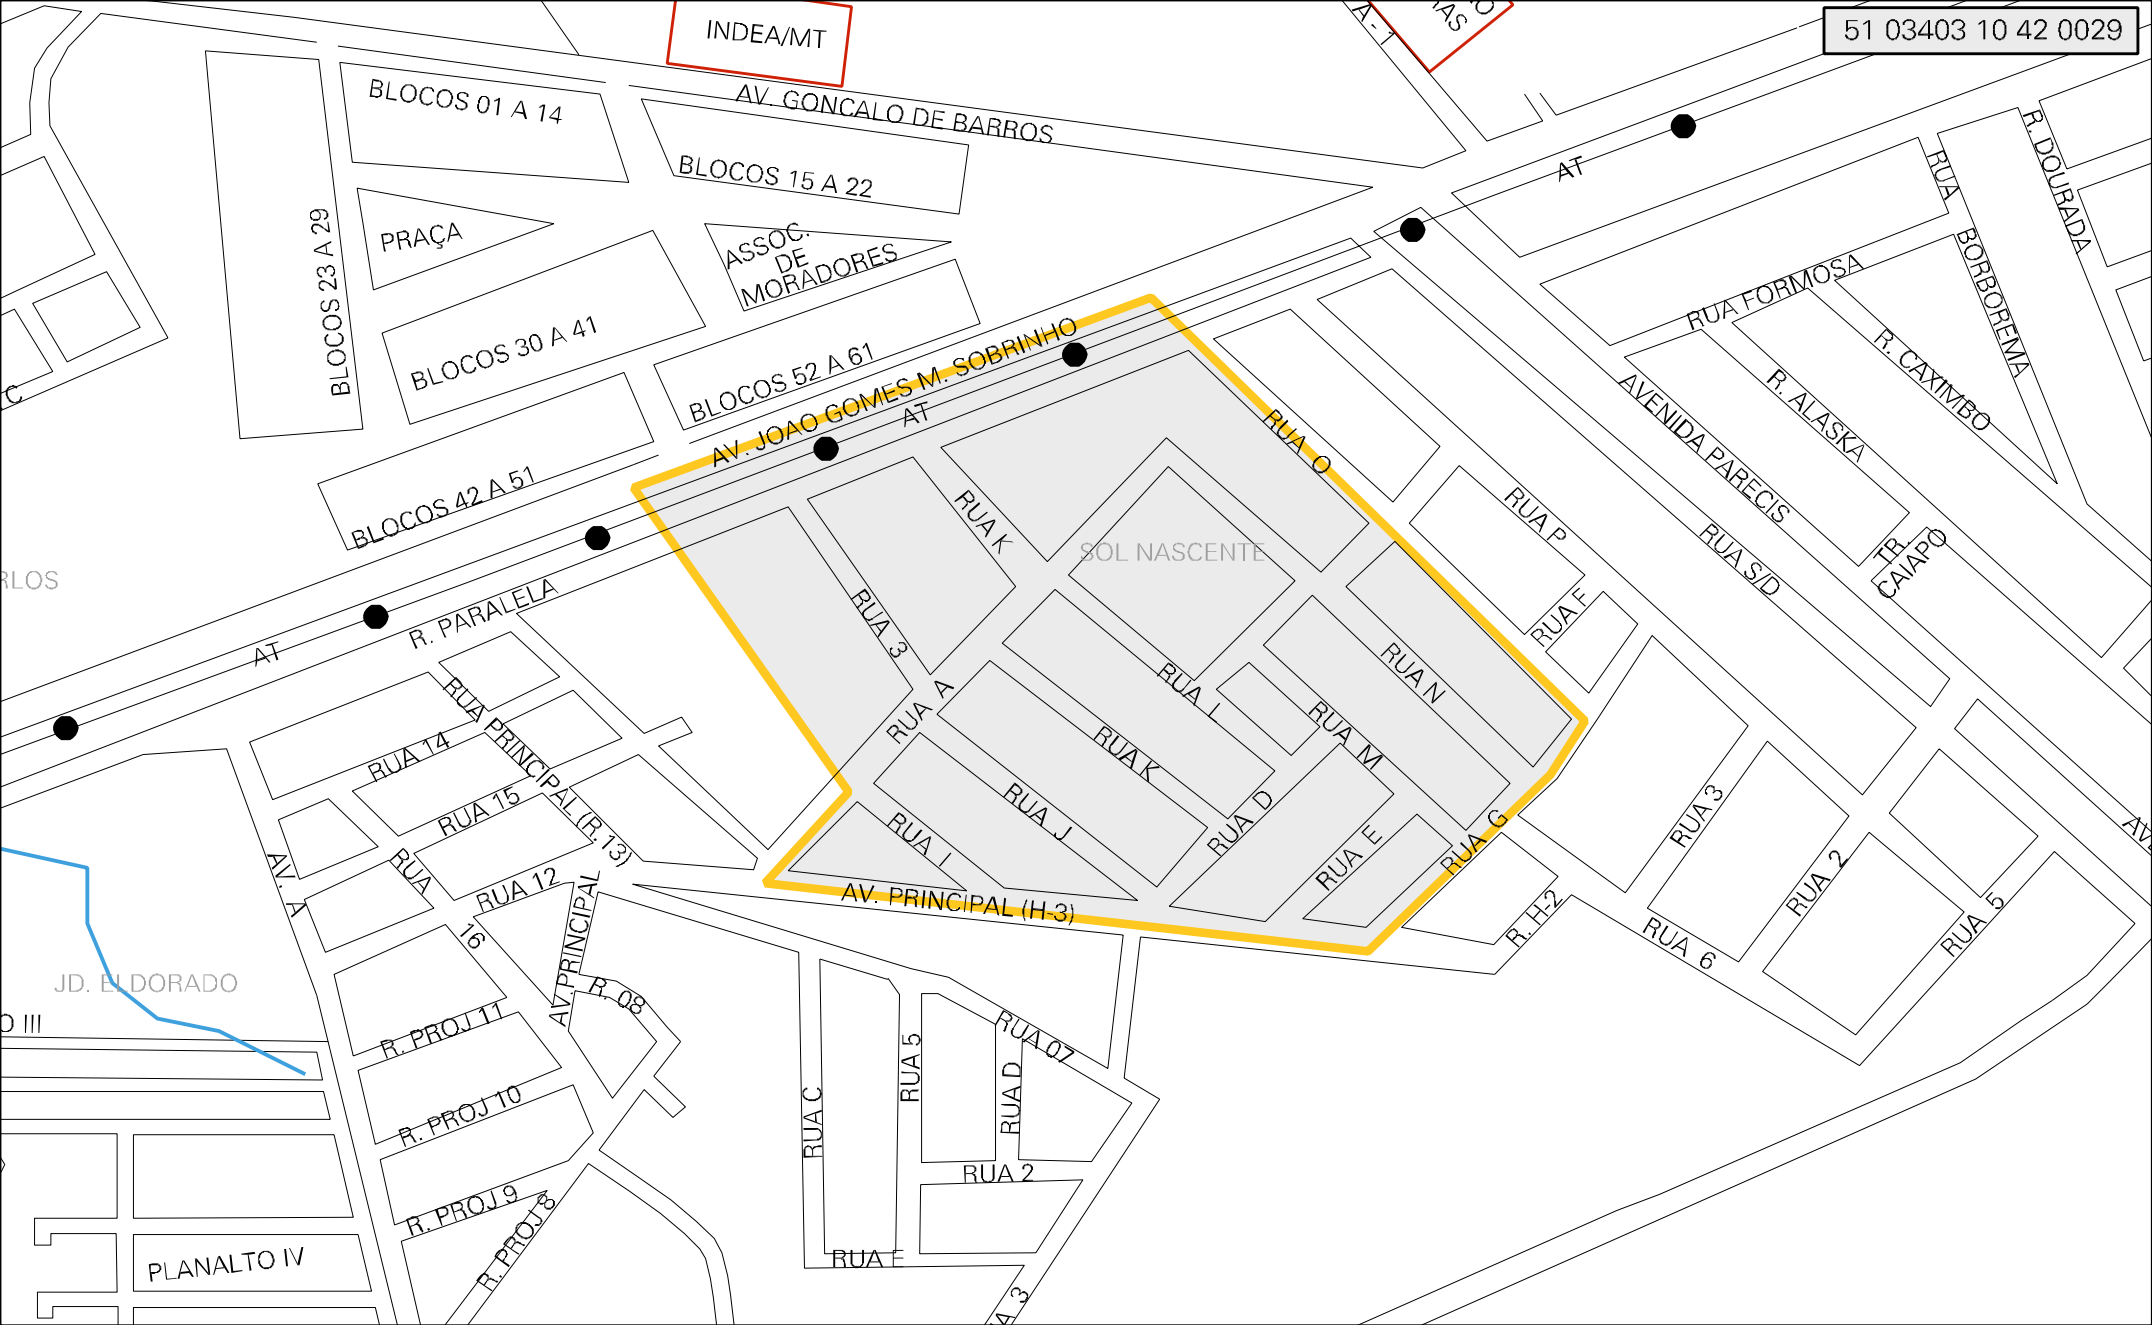 51 03403 10 42 0029
INDEA/MT
A - 1
BLOCOS 01 A 14
AV. GONCALO DE BARROS
BLOCOS 15 A 22
BLOCOS 23 A 29
PRAÇA
ASSOC.
DE
MORADORES
BLOCOS 30 A 41
BLOCOS 52 A 61
BLOCOS 42 A 51
AV. JOAO GOMES M. SOBRINHO
AT
AT
AT
R. DOURADA
RUA
BORBOREMA
RUA FORMOSA
R. CAXIMBO
R. ALASKA
AVENIDA PARECIS
TR.
CAIAPO
RUA S/D
RUA P
RUA O
RUA F
C
RLOS
R. PARALELA
SOL NASCENTE
RUA K
RUA 3
RUA A
RUA L
RUA N
RUA M
RUA K
RUA J
RUA I
RUA D
RUA E
RUA G
AV. PRINCIPAL (H-3)
R. H-2
RUA 3
RUA 2
RUA 5
RUA 6
AVE
RUA PRINCIPAL (R.13)
RUA 14
RUA 15
RUA 12
RUA
16
AV. A
AV. PRINCIPAL
R. 08
JD. ELDORADO
O III
R. PROJ 11
R. PROJ 10
R. PROJ 9
R. PROJ 8
PLANALTO IV
RUA C
RUA 5
RUA D
RUA 07
RUA 2
RUA E
A 3